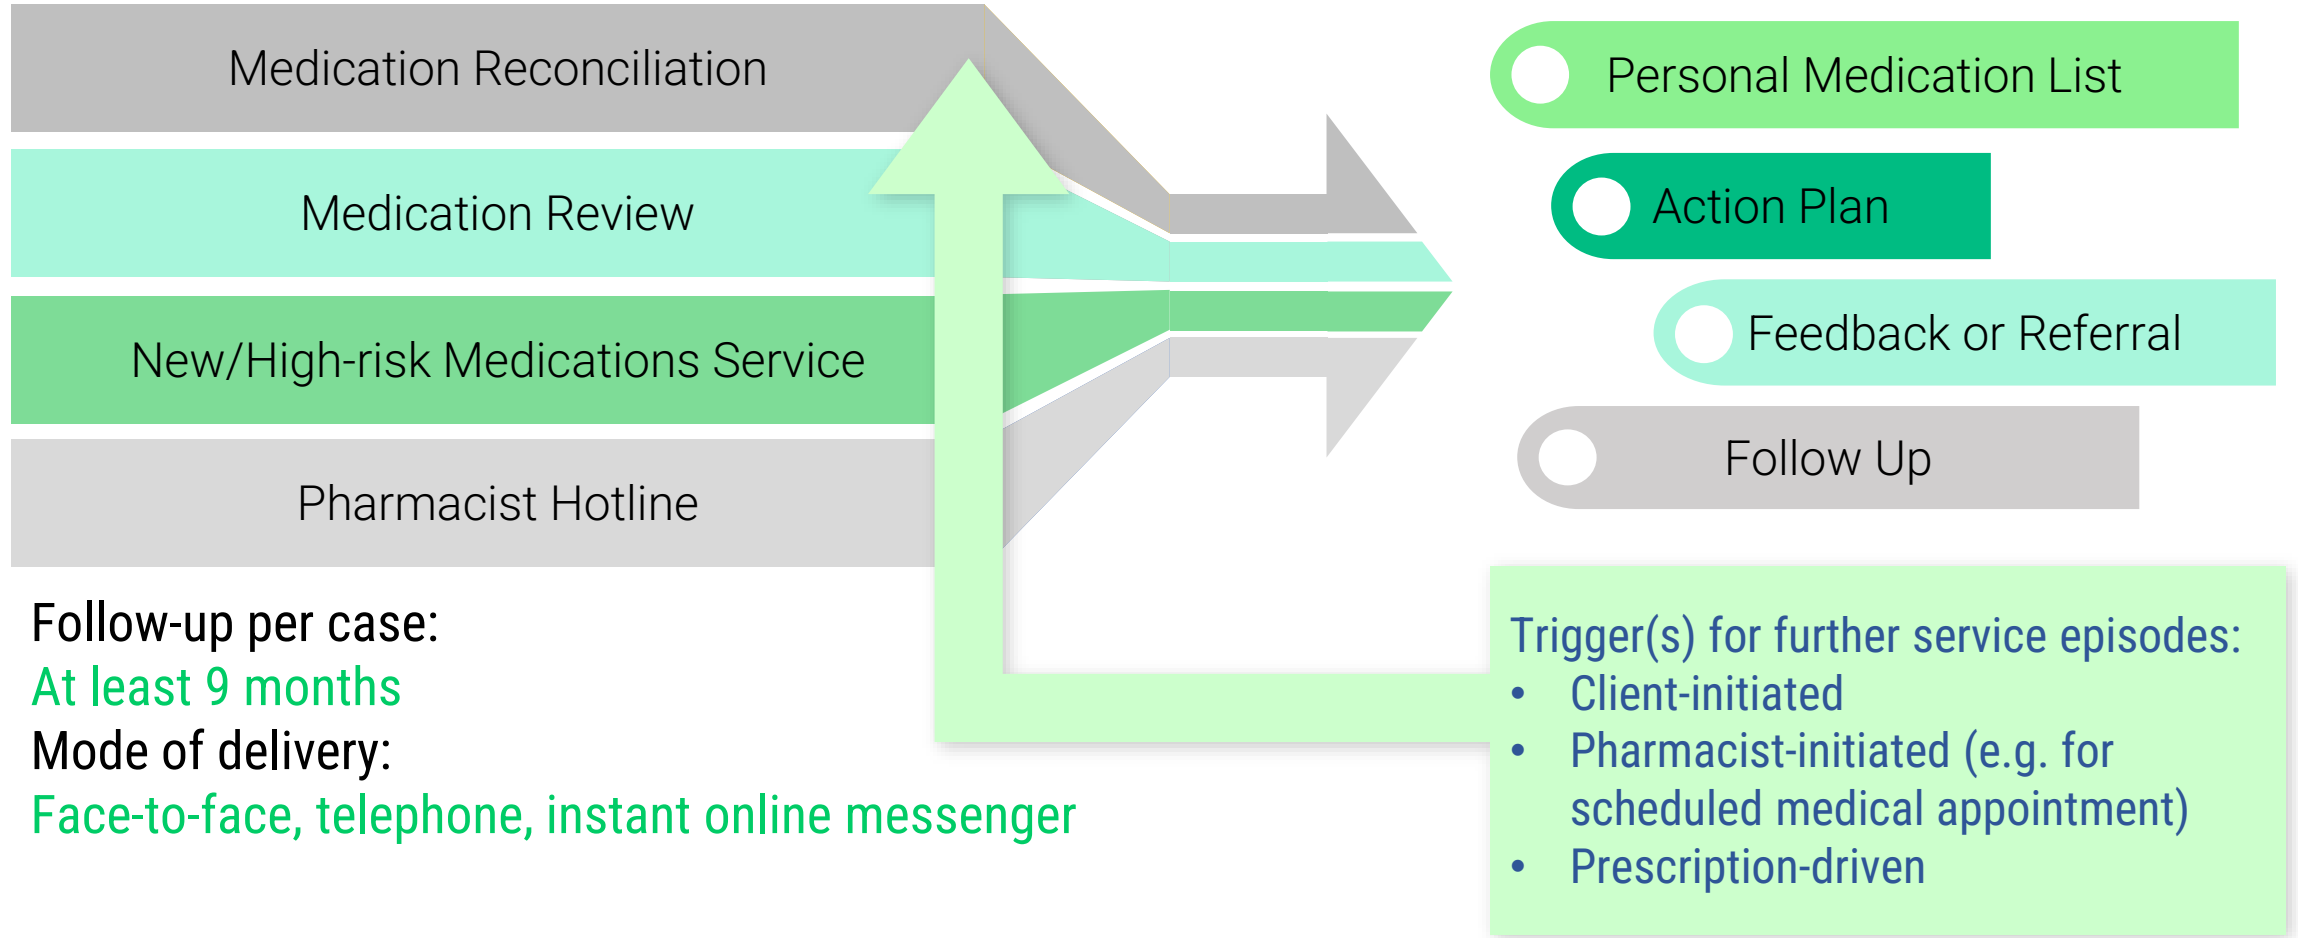 Medication Reconciliation
Medication Review
New/High-risk Medications Service
Pharmacist Hotline
Personal Medication List
Action Plan
Feedback or Referral
Follow Up
Follow-up per case:
At least 9 months
Mode of delivery:
Face-to-face, telephone, instant online messenger
Trigger(s) for further service episodes:
• Client-initiated
• Pharmacist-initiated (e.g. for
scheduled medical appointment)
• Prescription-driven